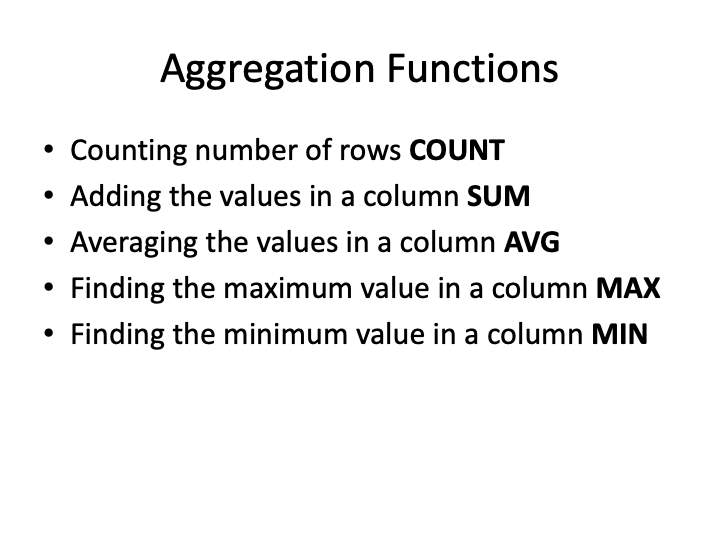 Aggregation Functions
• Counting number of rows COUNT
• Adding the values in a column SUM
• Averaging the values in a column AVG
• Finding the maximum value in a column MAX
• Finding the minimum value in a column MIN